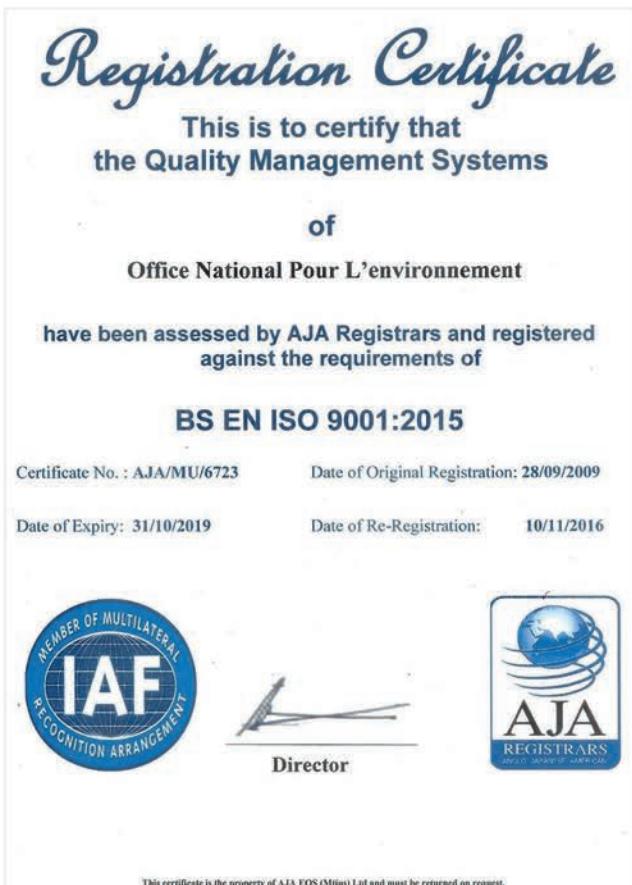 Registration Certificate
This is to certify that
the Quality Management Systems
of
Office National Pour L'environnement
have been assessed by AJA Registrars and registered
against the requirements of
BS EN ISO 9001:2015
Certificate No. : AJA/MU/6723 Date of Original Registration: 28/09/2009
Date of Expiry: 31/10/2019 Date of Re-Registration: 10/11/2016
MEMBER OF MULTILATERAL
IAF
RECOGNITION ARRANGEMENT
Director
AJA
REGISTRARS
ANGLO JAPANESE AMERICAN
This certificate is the property of AJA EQS (Mtius) Ltd and must be returned on request.